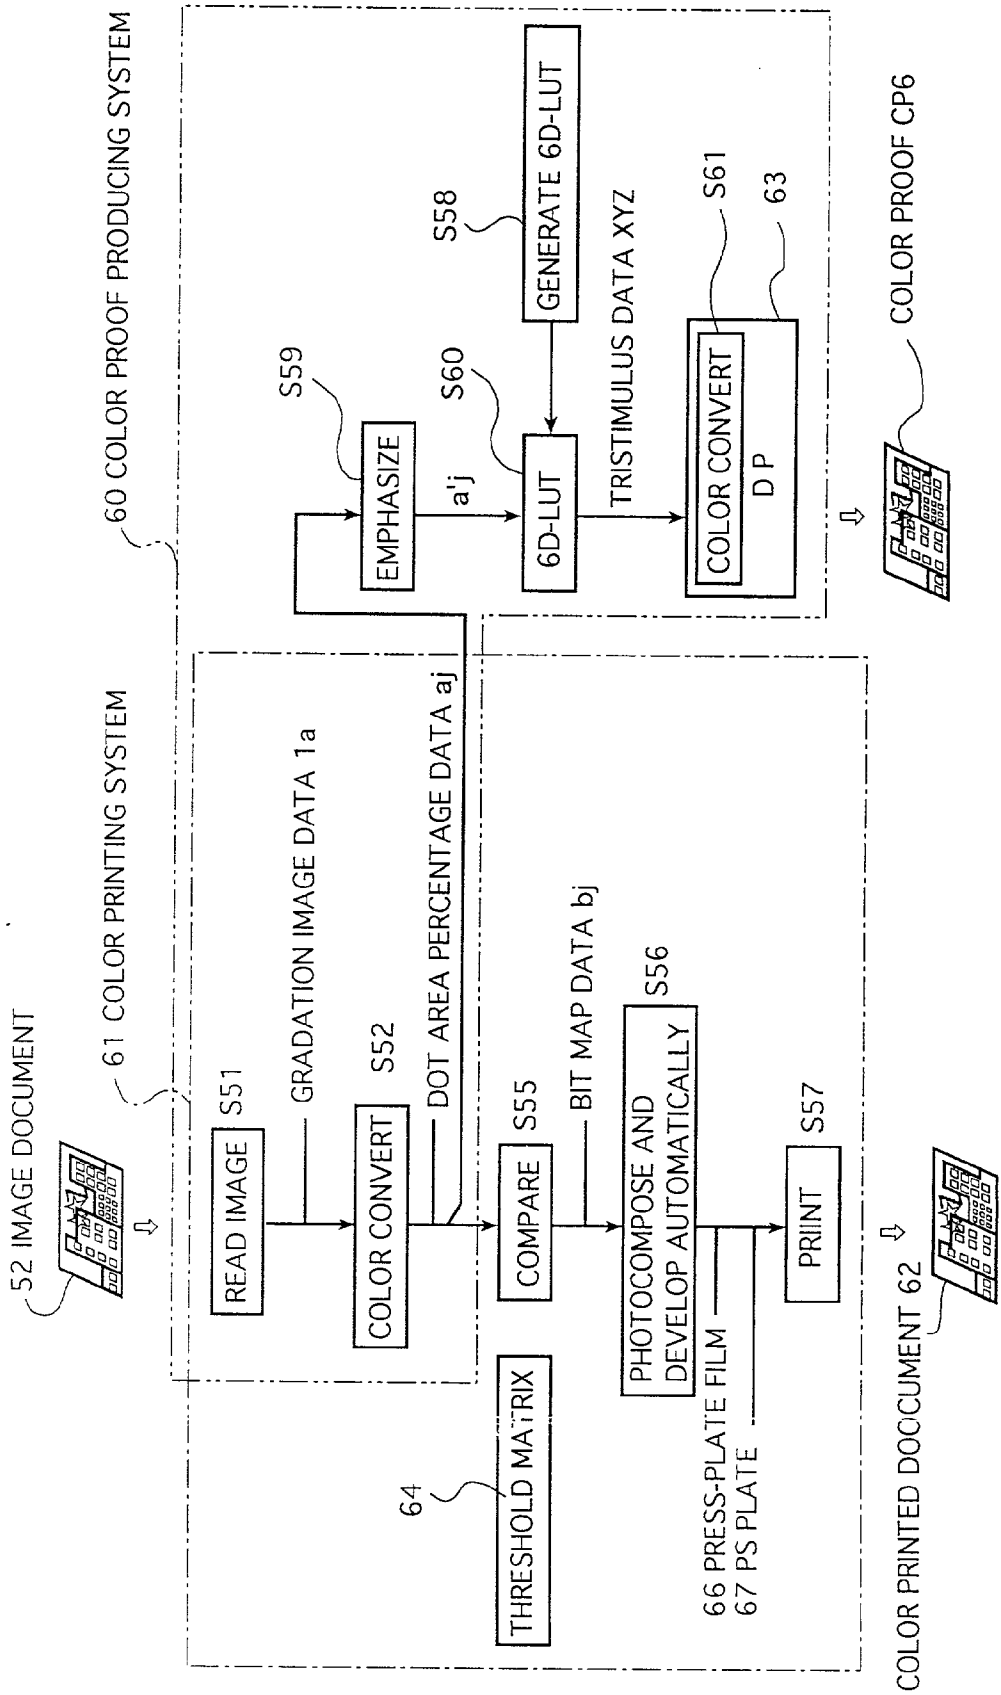 52 IMAGE DOCUMENT
61 COLOR PRINTING SYSTEM
60 COLOR PROOF PRODUCING SYSTEM
READ IMAGE
S51
GRADATION IMAGE DATA 1a
COLOR CONVERT
S52
DOT AREA PERCENTAGE DATA aj
THRESHOLD MATRIX
64
COMPARE
S55
BIT MAP DATA bj
PHOTOCOMPOSE AND
DEVELOP AUTOMATICALLY
S56
66 PRESS-PLATE FILM
67 PS PLATE
PRINT
S57
COLOR PRINTED DOCUMENT 62
EMPHASIZE
S59
a'j
6D-LUT
S60
GENERATE 6D-LUT
S58
TRISTIMULUS DATA XYZ
COLOR CONVERT
S61
DP
63
COLOR PROOF CP6